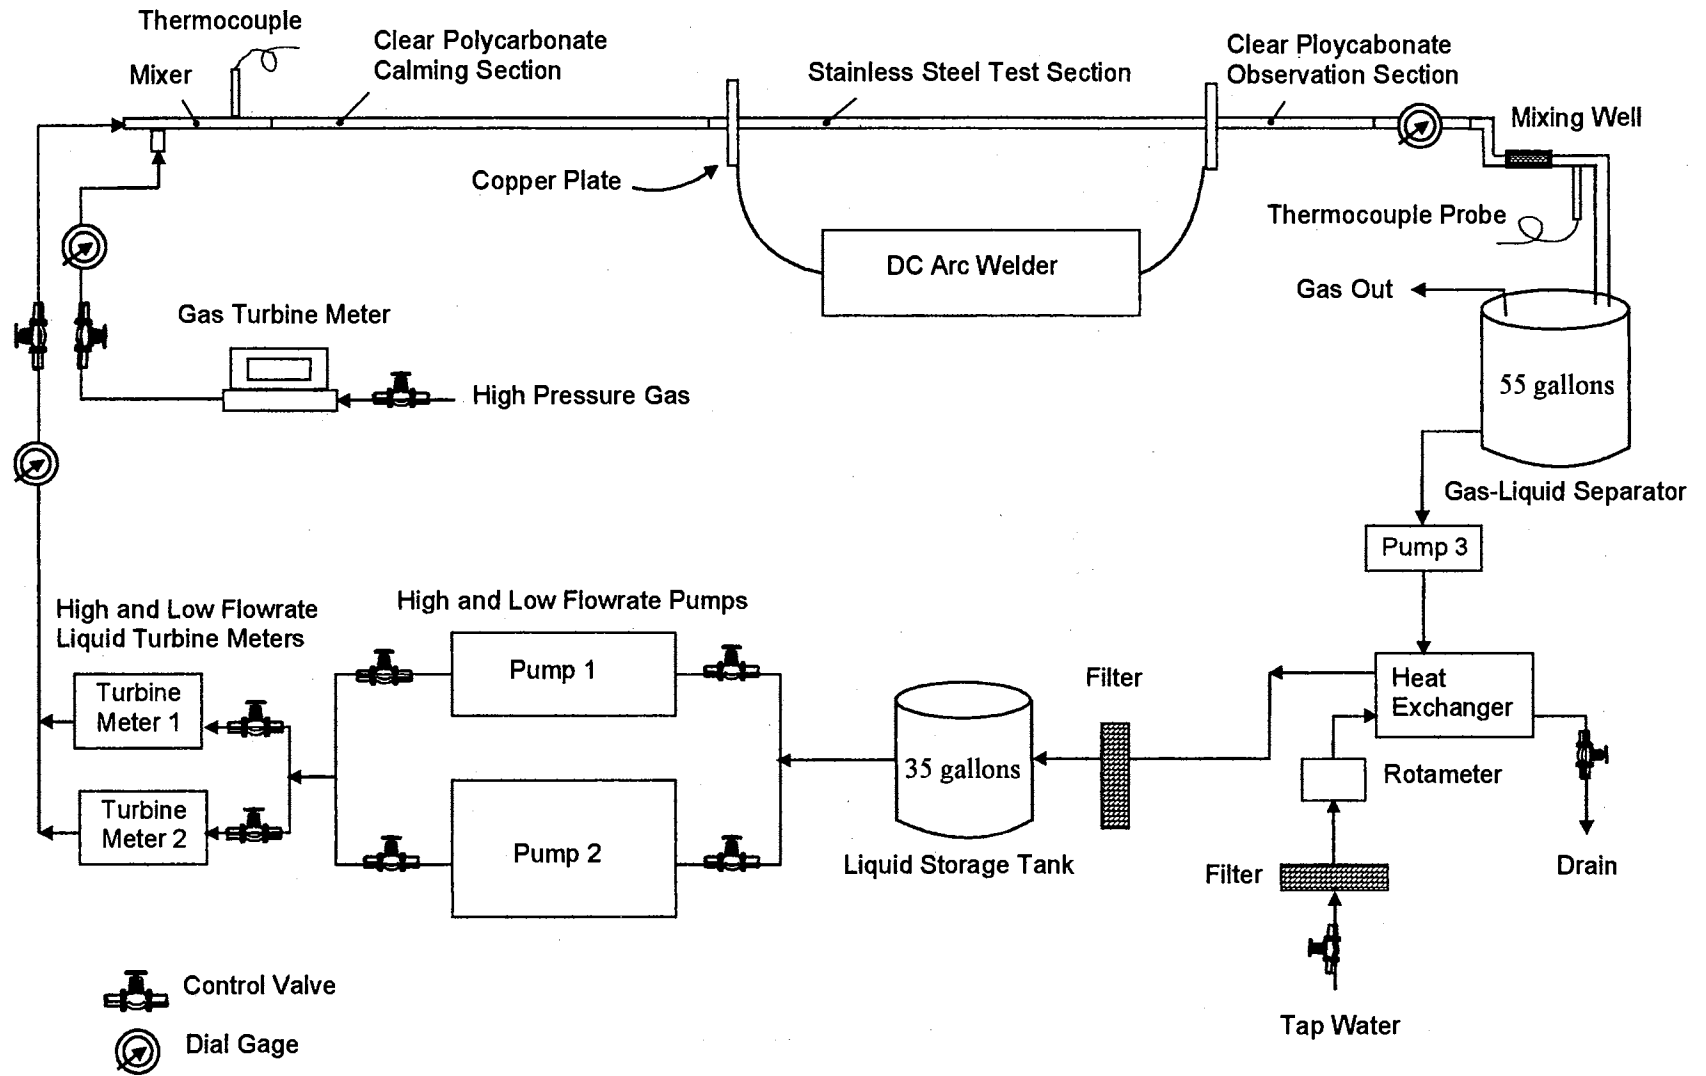 Thermocouple
Mixer
Clear Polycarbonate
Calming Section
Stainless Steel Test Section
Clear Ploycabonate
Observation Section
Mixing Well
Copper Plate
Thermocouple Probe
DC Arc Welder
Gas Out
Gas Turbine Meter
High Pressure Gas
55 gallons
Gas-Liquid Separator
Pump 3
High and Low Flowrate
Liquid Turbine Meters
High and Low Flowrate Pumps
Turbine
Meter 1
Pump 1
Filter
Heat
Exchanger
35 gallons
Rotameter
Turbine
Meter 2
Pump 2
Liquid Storage Tank
Filter
Drain
Control Valve
Tap Water
Dial Gage